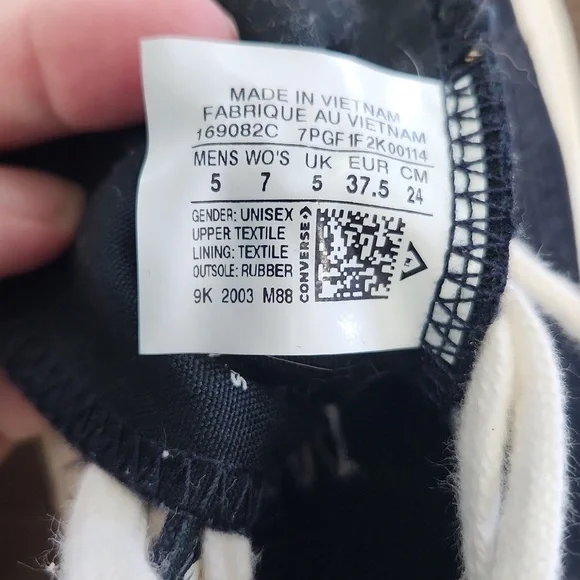 MADE IN VIETNAM
FABRIQUE AU VIETNAM
169082C 7PGF1F2K00114
MENS WO'S UK EUR CM
5 7 5 37.5 24
GENDER: UNISEX
UPPER TEXTILE
LINING: TEXTILE
OUTSOLE: RUBBER
9K 2003 M88
CONVERSE